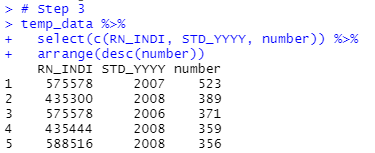 > # Step 3
> temp_data %>%
+   select(c(RN_INDI, STD_YYYY, number)) %>%
+   arrange(desc(number))
  RN_INDI STD_YYYY number
1  575578     2007    523
2  435300     2008    389
3  575578     2006    371
4  435444     2008    359
5  588516     2008    356